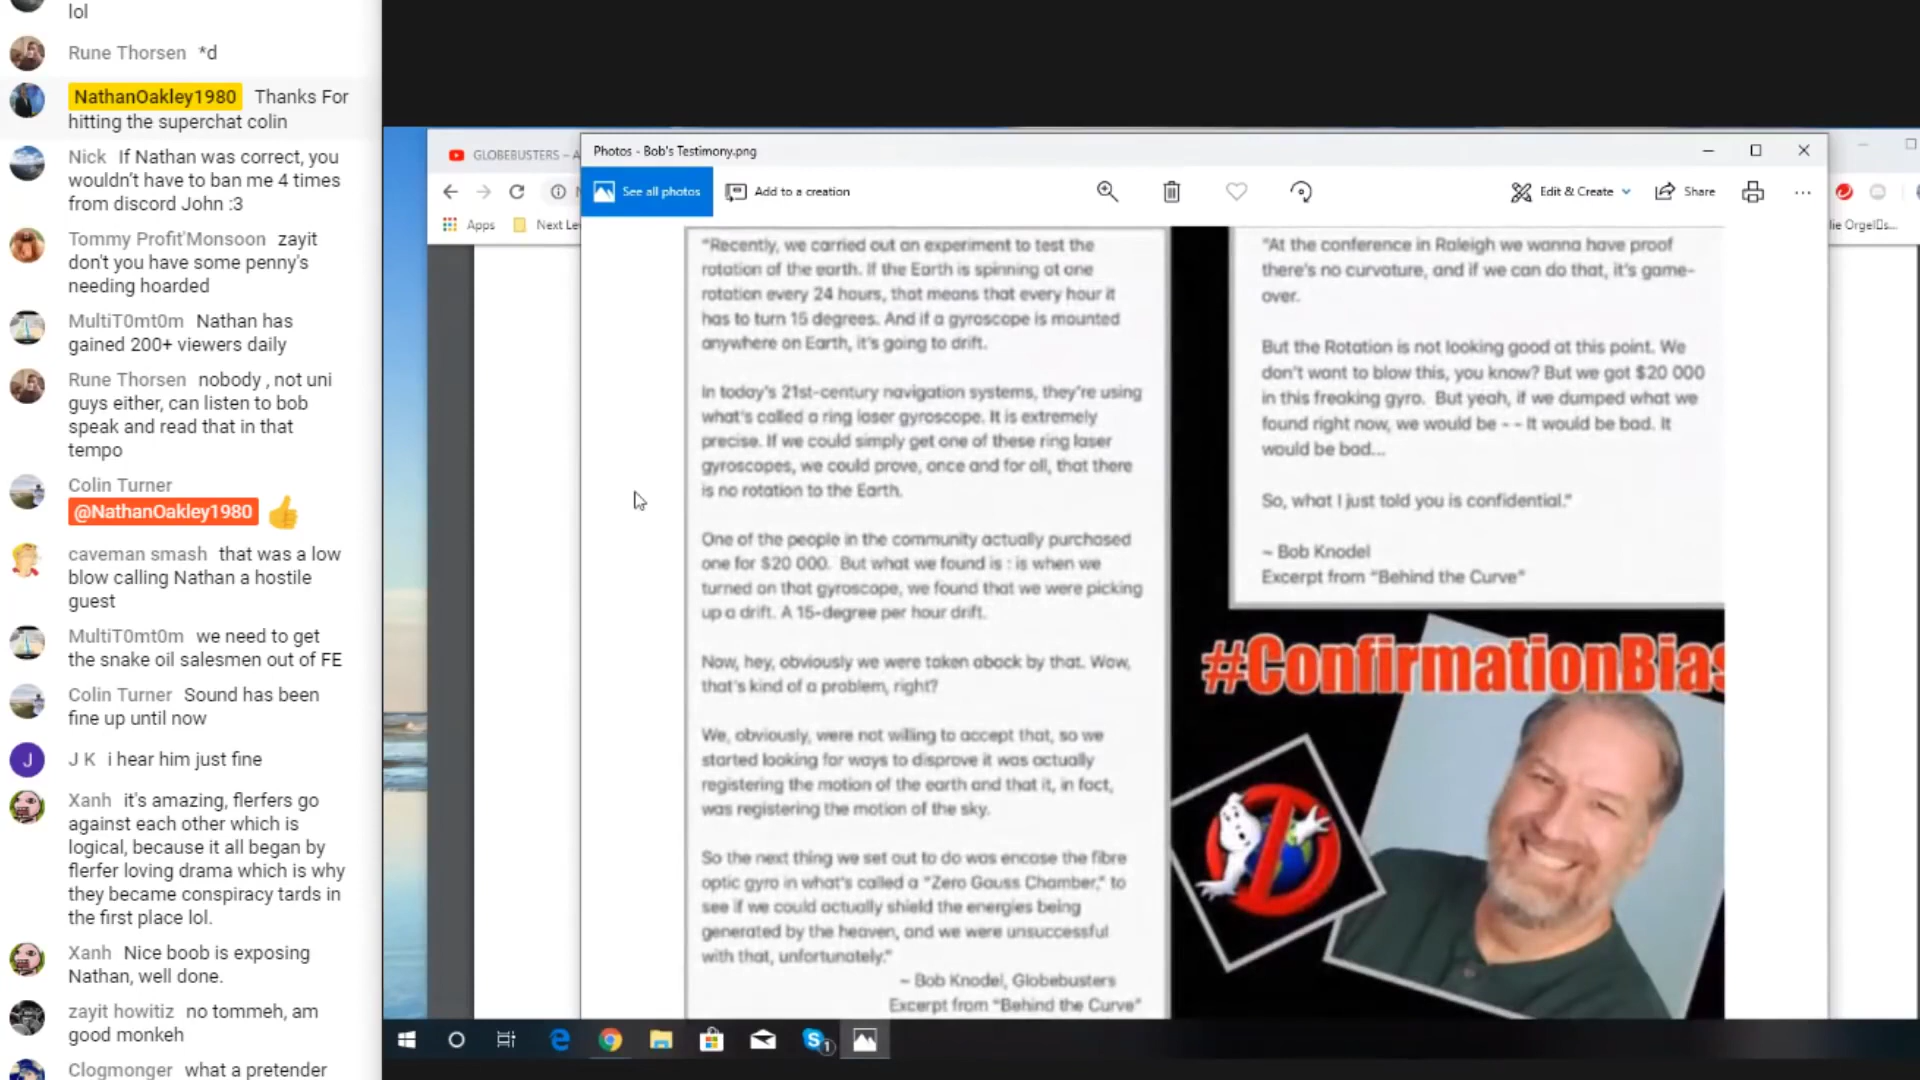 lol
Rune Thorsen *d
NathanOakley1980 Thanks For
hitting the superchat colin
Nick If Nathan was correct, you
wouldn't have to ban me 4 times
from discord John :3
Tommy Profit'Monsoon zayit
don't you have some penny's
needing hoarded
MultiT0mt0m Nathan has
gained 200+ viewers daily
Rune Thorsen nobody , not uni
guys either, can listen to bob
speak and read that in that
tempo
Colin Turner
@NathanOakley1980
caveman smash that was a low
blow calling Nathan a hostile
guest
MultiT0mt0m we need to get
the snake oil salesmen out of FE
Colin Turner Sound has been
fine up until now
J
J K i hear him just fine
Xanh it's amazing, flerfers go
against each other which is
logical, because it all began by
flerfer loving drama which is why
they became conspiracy tards in
the first place lol.
Xanh Nice boob is exposing
Nathan, well done.
zayit howitiz no tommeh, am
good monkeh
Clogmonger what a pretender
GLOBEBUSTERS – A
Apps
Next Le
Photos - Bob's Testimony.png
See all photos
Add to a creation
Edit & Create
Share
lie Orgel
"Recently, we carried out an experiment to test the
rotation of the earth. If the Earth is spinning at one
rotation every 24 hours, that means that every hour it
has to turn 15 degrees. And if a gyroscope is mounted
anywhere on Earth, it's going to drift.
In today's 21st-century navigation systems, they're using
what's called a ring laser gyroscope. It is extremely
precise. If we could simply get one of these ring laser
gyroscopes, we could prove, once and for all, that there
is no rotation to the Earth.
One of the people in the community actually purchased
one for $20 000. But what we found is : is when we
turned on that gyroscope, we found that we were picking
up a drift. A 15-degree per hour drift.
Now, hey, obviously we were taken aback by that. Wow,
that's kind of a problem, right?
We, obviously, were not willing to accept that, so we
started looking for ways to disprove it was actually
registering the motion of the earth and that it, in fact,
was registering the motion of the sky.
So the next thing we set out to do was encase the fibre
optic gyro in what's called a "Zero Gauss Chamber," to
see if we could actually shield the energies being
generated by the heaven, and we were unsuccessful
with that, unfortunately."
~ Bob Knodel, Globebusters
Excerpt from "Behind the Curve"
"At the conference in Raleigh we wanna have proof
there's no curvature, and if we can do that, it's game-
over.
But the Rotation is not looking good at this point. We
don't want to blow this, you know? But we got $20 000
in this freaking gyro. But yeah, if we dumped what we
found right now, we would be - - It would be bad. It
would be bad...
So, what I just told you is confidential."
~ Bob Knodel
Excerpt from "Behind the Curve"
#ConfirmationBias
1